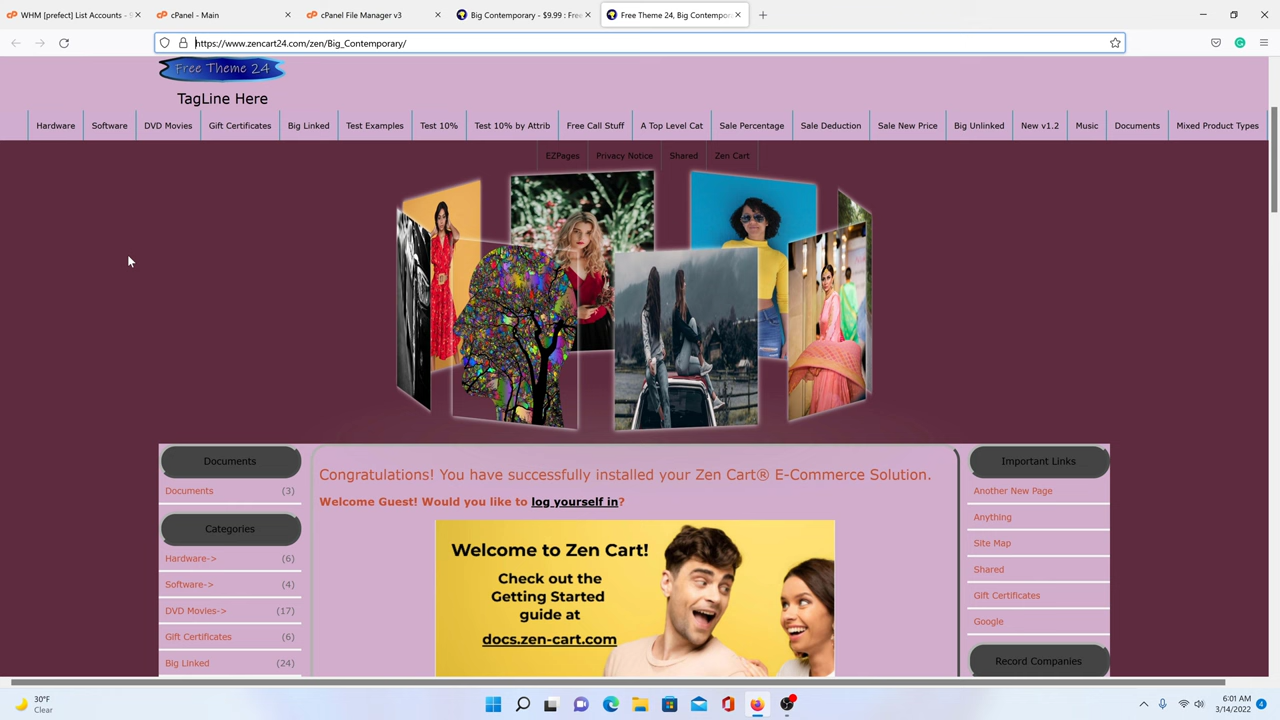 WHM [prefect] List Accounts - 9
cPanel - Main
cPanel File Manager v3
Big Contemporary - $9.99 : Free
Free Theme 24, Big Contempor
https://www.zencart24.com/zen/Big_Contemporary/
Free Theme 24
TagLine Here
Hardware Software DVD Movies Gift Certificates Big Linked Test Examples Test 10% Test 10% by Attrib Free Call Stuff A Top Level Cat Sale Percentage Sale Deduction Sale New Price Big Unlinked New v1.2 Music Documents Mixed Product Types
EZPages Privacy Notice Shared Zen Cart
Documents
Documents (3)
Categories
Hardware-> (6)
Software-> (4)
DVD Movies-> (17)
Gift Certificates (6)
Big Linked (24)
Congratulations! You have successfully installed your Zen Cart® E-Commerce Solution.
Welcome Guest! Would you like to log yourself in?
Welcome to Zen Cart!
Check out the
Getting Started
guide at
docs.zen-cart.com
Important Links
Another New Page
Anything
Site Map
Shared
Gift Certificates
Google
Record Companies
30°F
Clear
6:01 AM
3/14/2022
4